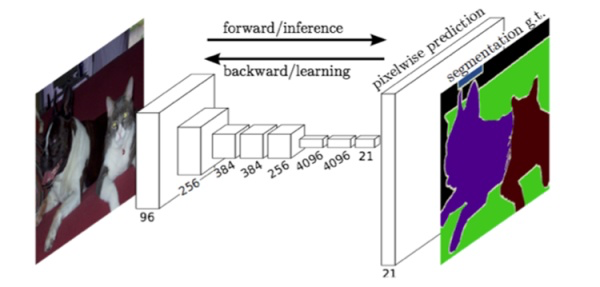 forward/inference
backward/learning
pixelwise prediction
segmentation g.t.
96
256
384
384
256
4096
4096
21
21